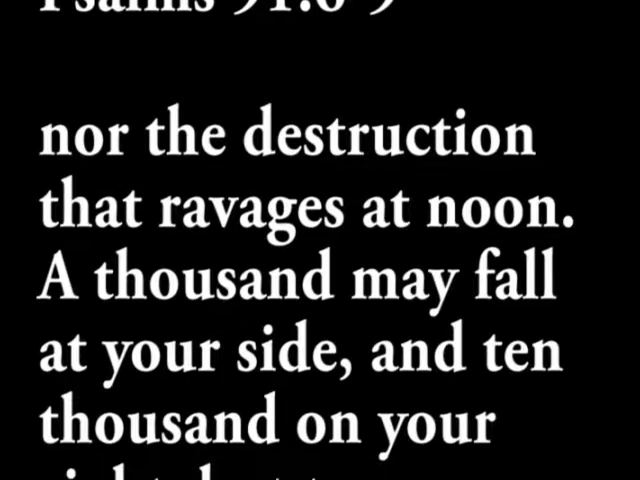 Psalms 91:6-9
nor the destruction
that ravages at noon.
A thousand may fall
at your side, and ten
thousand on your